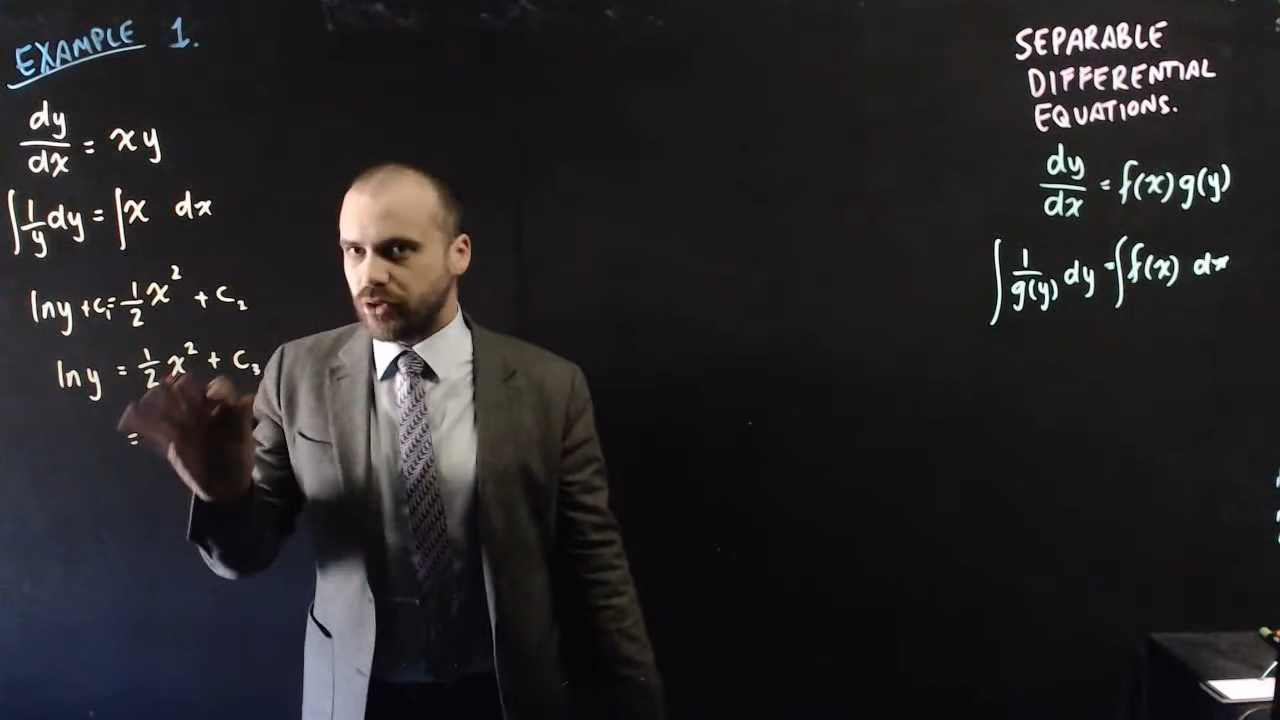 EXAMPLE 1.
dy/dx = xy
∫ 1/y dy = ∫ x dx
ln y + c₁ = 1/2 x² + c₂
ln y = 1/2 x² + c₃
=
SEPARABLE
DIFFERENTIAL
EQUATIONS.
dy/dx = f(x) g(y)
∫ 1/g(y) dy = ∫ f(x) dx